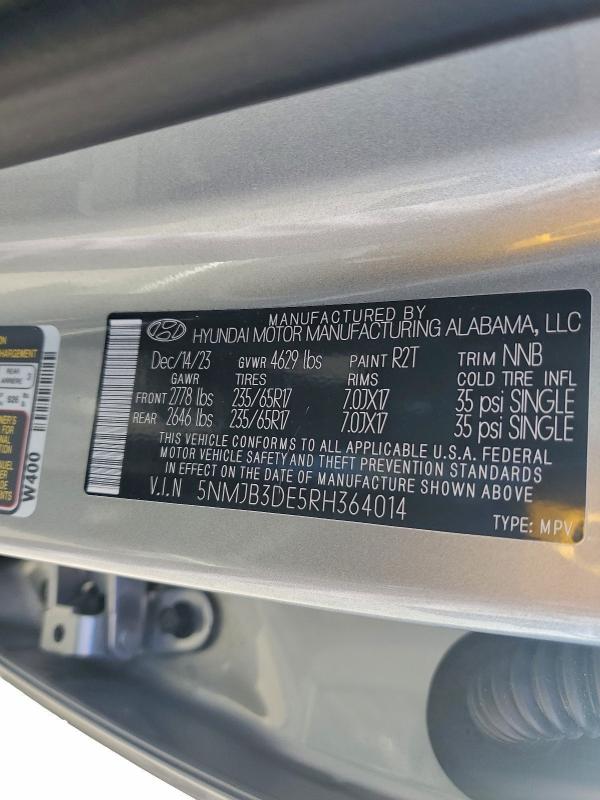 MANUFACTURED BY
HYUNDAI MOTOR MANUFACTURING ALABAMA, LLC
Dec/14/23 GVWR 4629 lbs PAINT R2T TRIM NNB
GAWR TIRES RIMS COLD TIRE INFL
FRONT 2778 lbs 235/65R17 7.0JX17 35 psi SINGLE
REAR 2646 lbs 235/65R17 7.0JX17 35 psi SINGLE
THIS VEHICLE CONFORMS TO ALL APPLICABLE U.S.A. FEDERAL
MOTOR VEHICLE SAFETY AND THEFT PREVENTION STANDARDS
IN EFFECT ON THE DATE OF MANUFACTURE SHOWN ABOVE
V.I.N 5NMJB3DE5RH364014
TYPE: MPV
REAR
ARRIERE
W400